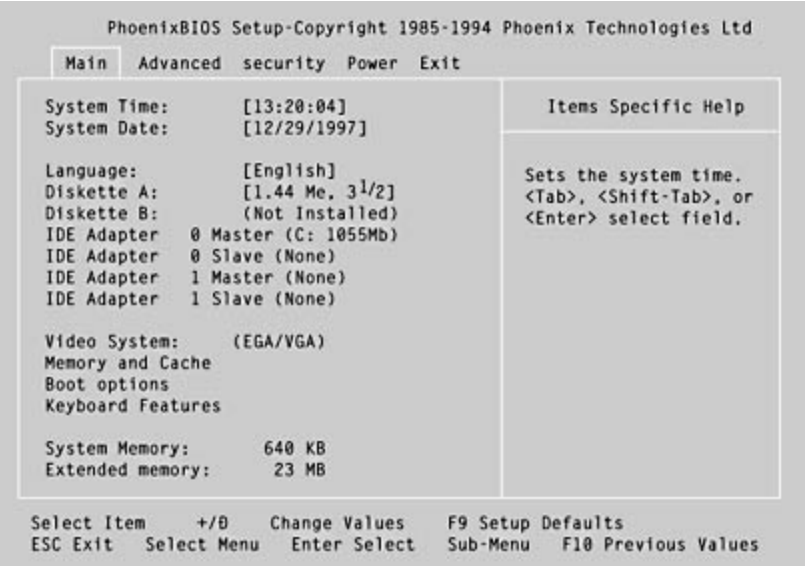 PhoenixBIOS Setup-Copyright 1985-1994 Phoenix Technologies Ltd
Main Advanced security Power Exit
System Time: [13:20:04]
System Date: [12/29/1997]
Language: [English]
Diskette A: [1.44 Me, 3 1/2]
Diskette B: (Not Installed)
IDE Adapter 0 Master (C: 1055Mb)
IDE Adapter 0 Slave (None)
IDE Adapter 1 Master (None)
IDE Adapter 1 Slave (None)
Video System: (EGA/VGA)
Memory and Cache
Boot options
Keyboard Features
System Memory: 640 KB
Extended memory: 23 MB
Items Specific Help
Sets the system time.
<Tab>, <Shift-Tab>, or
<Enter> select field.
Select Item +/0 Change Values F9 Setup Defaults
ESC Exit Select Menu Enter Select Sub-Menu F10 Previous Values